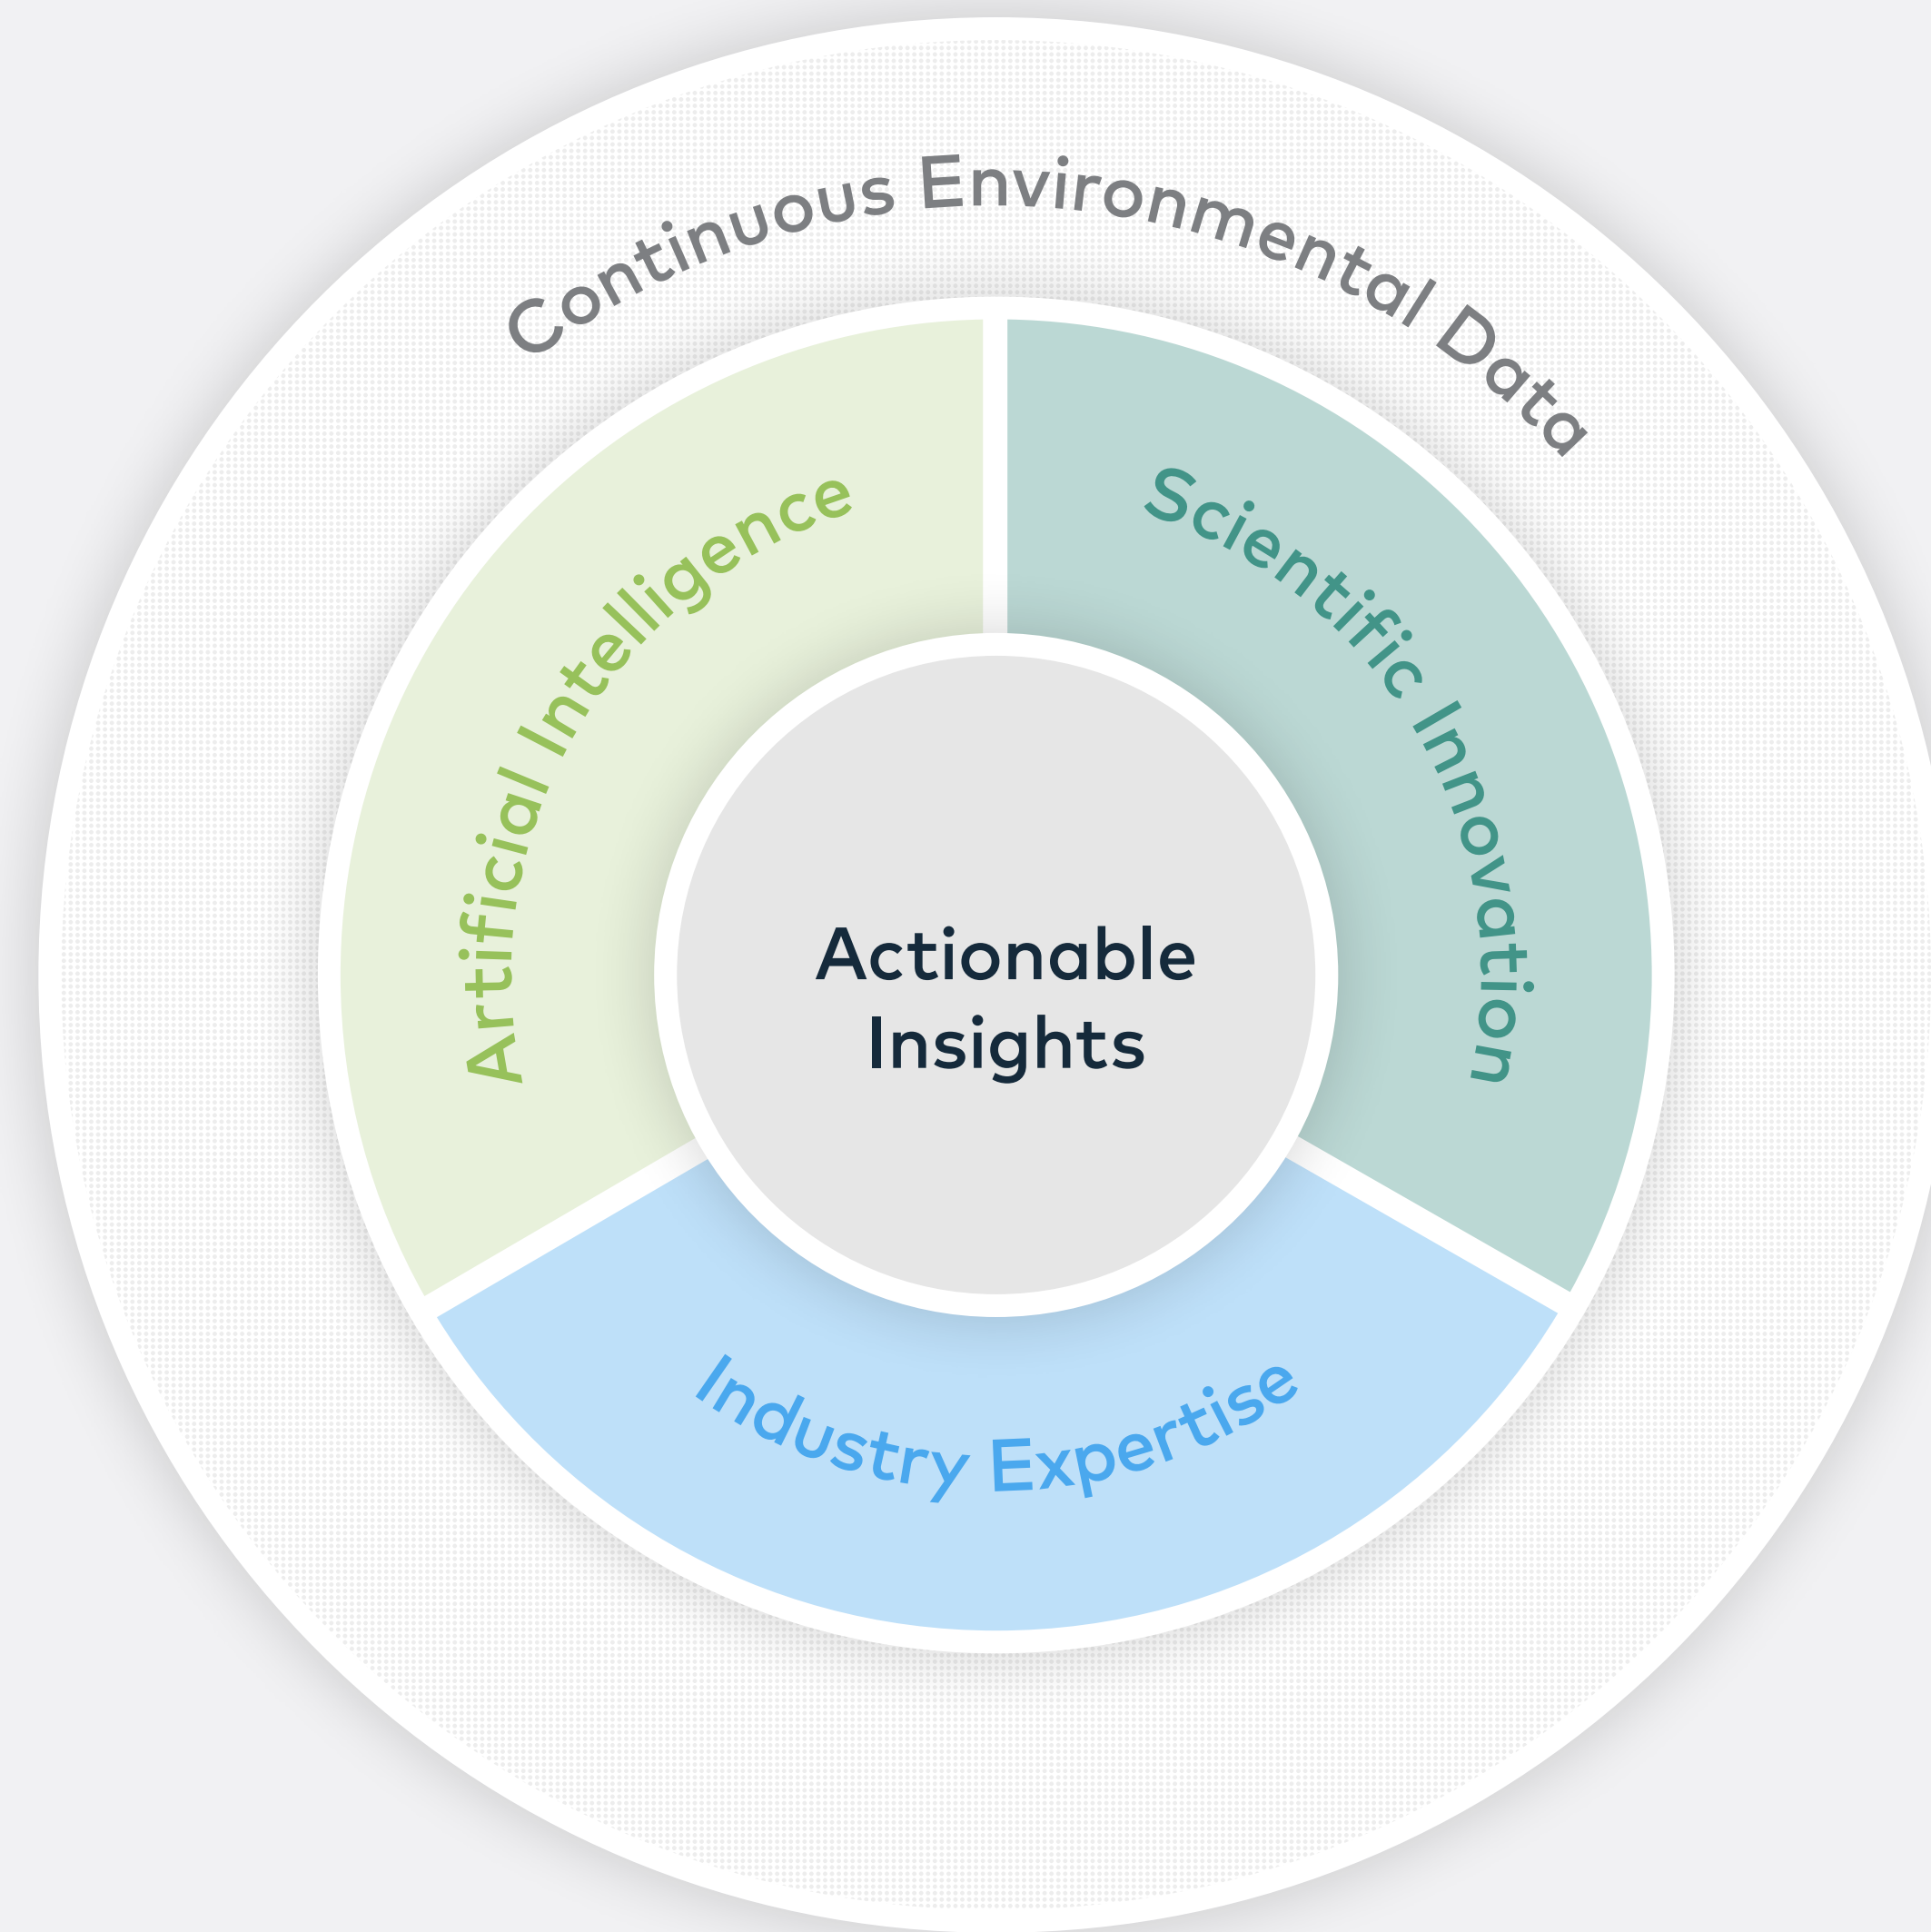 Continuous Environmental Data
Artificial Intelligence
Scientific Innovation
Actionable
Insights
Industry Expertise